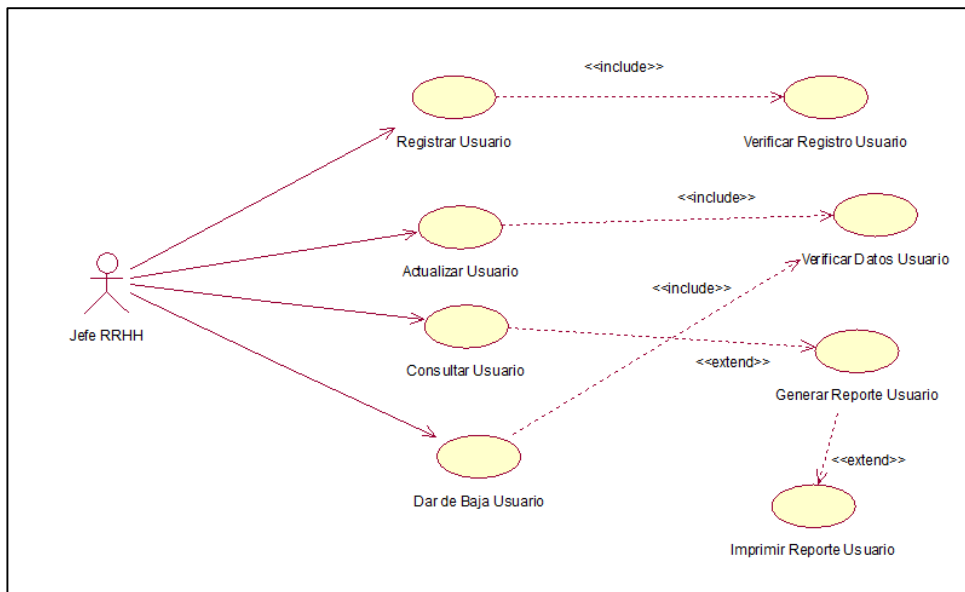 <<include>>
Registrar Usuario
Verificar Registro Usuario
<<include>>
Actualizar Usuario
Verificar Datos Usuario
<<include>>
Jefe RRHH
Consultar Usuario
<<extend>>
Generar Reporte Usuario
<<extend>>
Dar de Baja Usuario
Imprimir Reporte Usuario